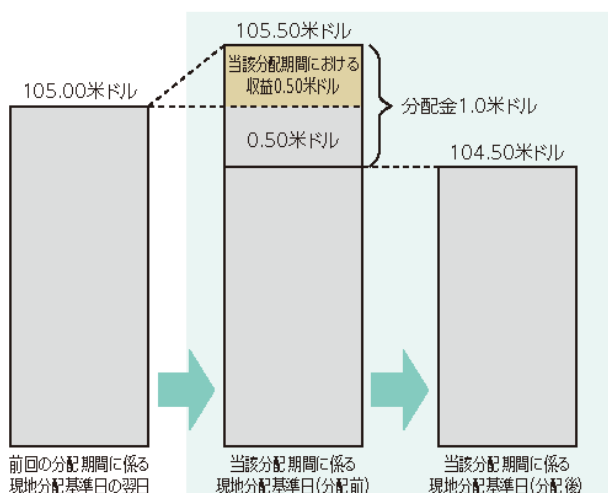 105.50米ドル
当該分配期間における
収益0.50米ドル
105.00米ドル
分配金1.0米ドル
0.50米ドル
104.50米ドル
前回の分配期間に係る
現地分配基準日の翌日
当該分配期間に係る
現地分配基準日(分配前)
当該分配期間に係る
現地分配基準日(分配後)